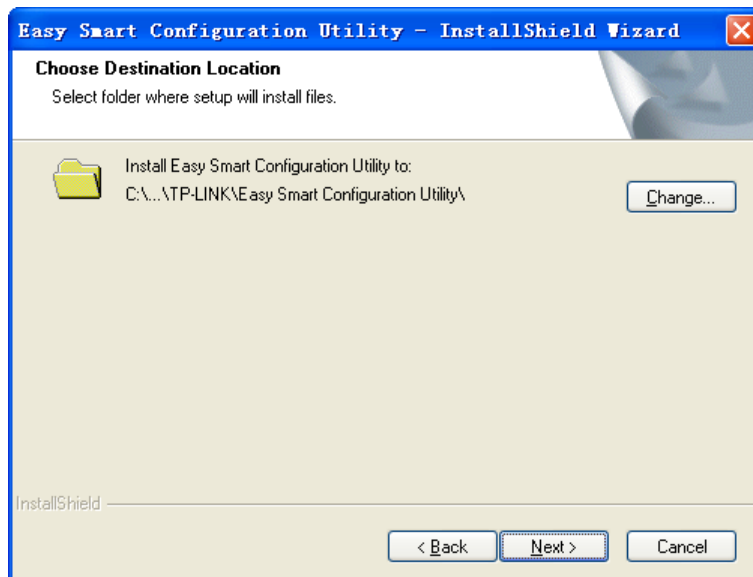 Easy Smart Configuration Utility - InstallShield Wizard
Choose Destination Location
Select folder where setup will install files.
Install Easy Smart Configuration Utility to:
C:\...\TP-LINK\Easy Smart Configuration Utility\
Change...
InstallShield
< Back
Next >
Cancel